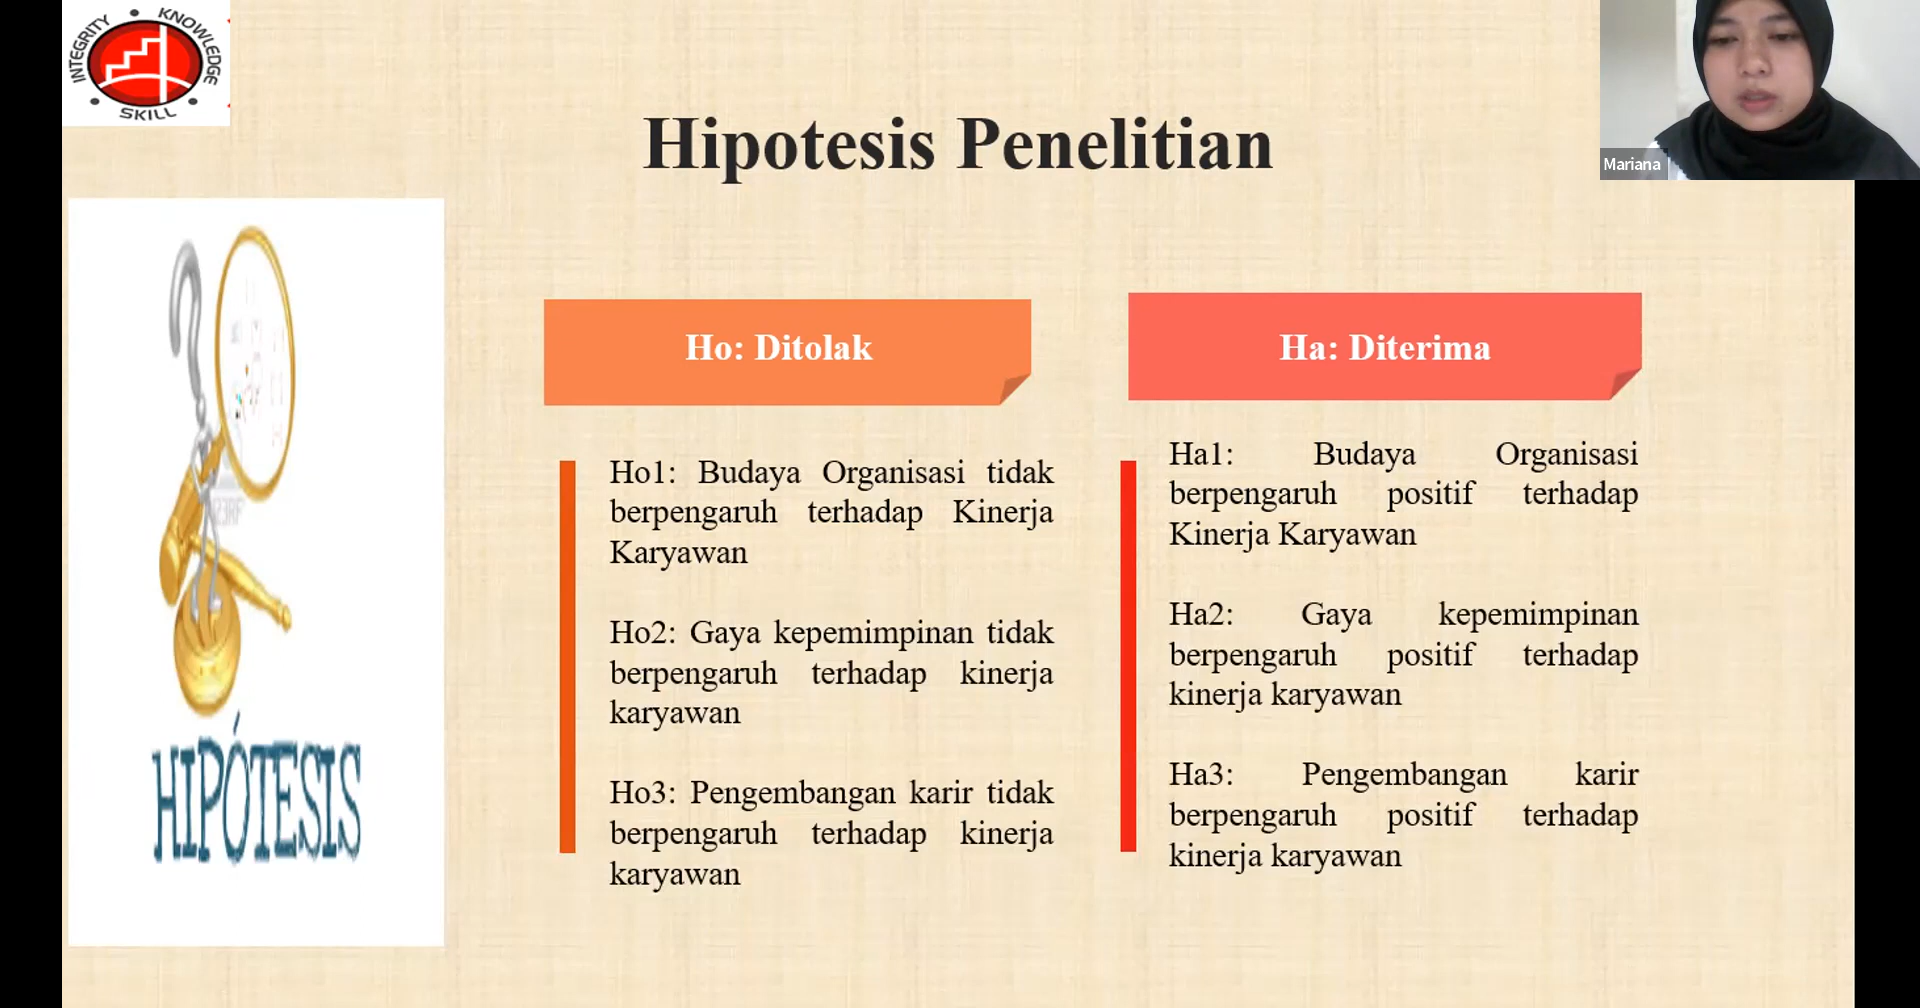 INTEGRITY
KNOWLEDGE
SKILL
Mariana
Hipotesis Penelitian
Ho: Ditolak
Ha: Diterima
Ho1: Budaya Organisasi tidak
berpengaruh terhadap Kinerja
Karyawan
Ho2: Gaya kepemimpinan tidak
berpengaruh terhadap kinerja
karyawan
Ho3: Pengembangan karir tidak
berpengaruh terhadap kinerja
karyawan
Ha1: Budaya Organisasi
berpengaruh positif terhadap
Kinerja Karyawan
Ha2: Gaya kepemimpinan
berpengaruh positif terhadap
kinerja karyawan
Ha3: Pengembangan karir
berpengaruh positif terhadap
kinerja karyawan
HIPÓTESIS